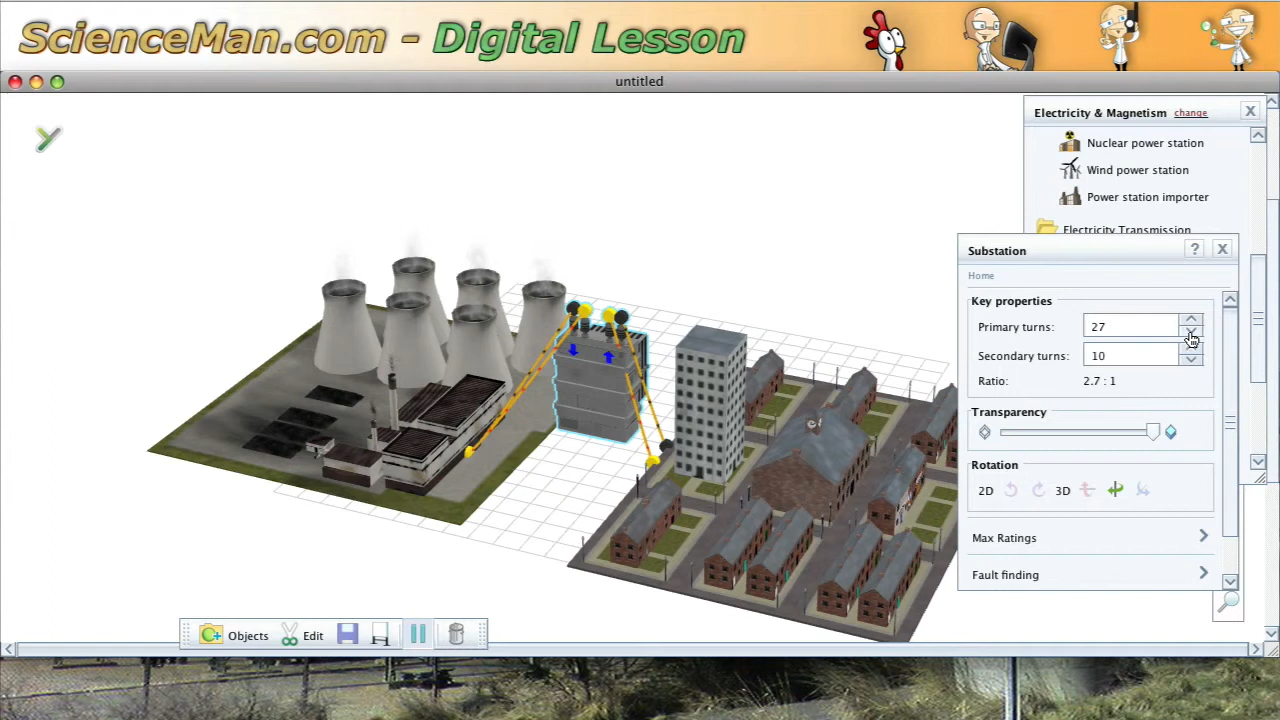 ScienceMan.com - Digital Lesson
untitled
Electricity & Magnetism change
Nuclear power station
Wind power station
Power station importer
Electricity Transmission
Substation
Home
Key properties
Primary turns: 27
Secondary turns: 10
Ratio: 2.7 : 1
Transparency
Rotation
2D 3D
Max Ratings
Fault finding
Objects Edit